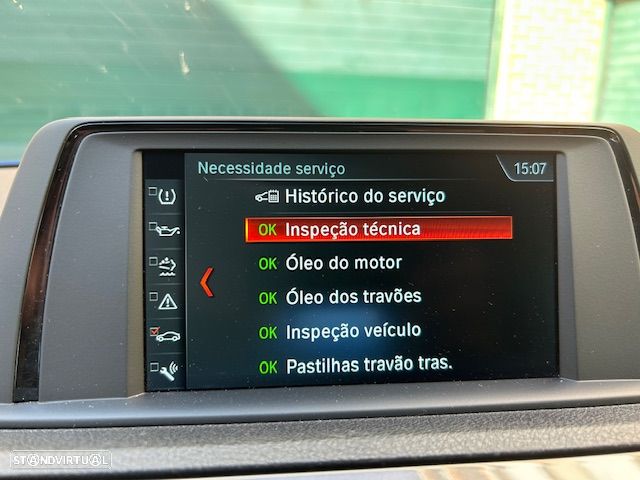 Necessidade serviço 15:07
Histórico do serviço
OK Inspeção técnica
OK Óleo do motor
OK Óleo dos travões
OK Inspeção veículo
OK Pastilhas travão tras.
STANDVIRTUAL